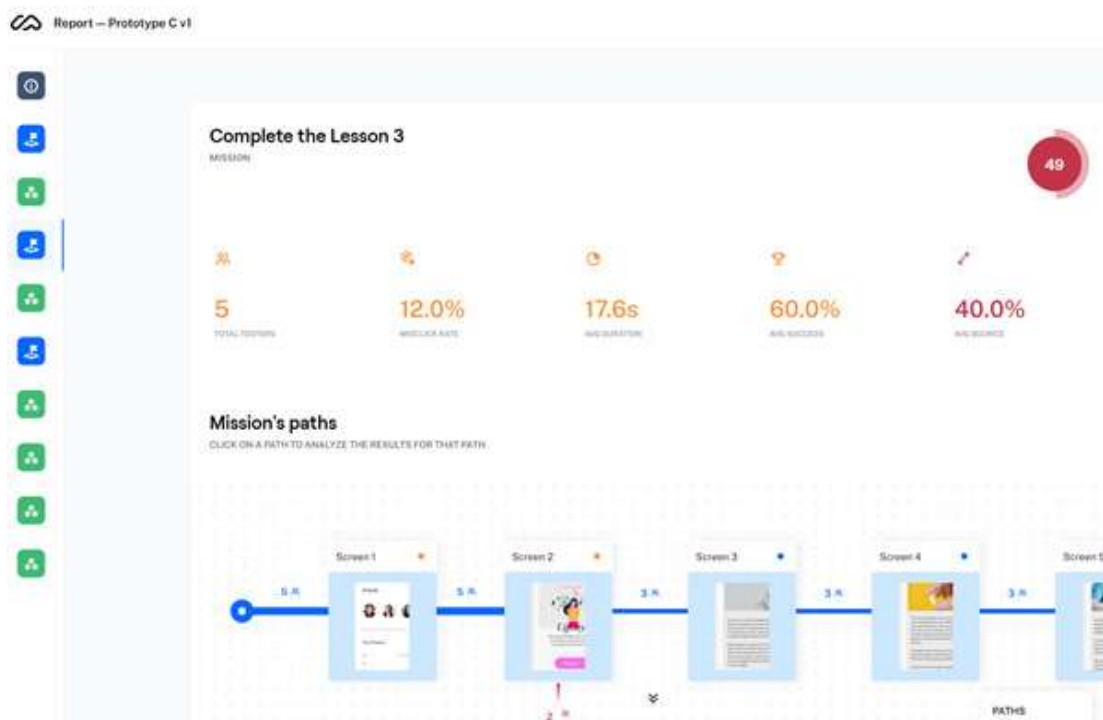 Report — Prototype C v1
Complete the Lesson 3
MISSION
49
5
12.0%
17.6s
60.0%
40.0%
TOTAL TESTERS
MISCLICK RATE
AVG DURATION
AVG SUCCESS
AVG BOUNCE
Mission's paths
CLICK ON A PATH TO ANALYZE THE RESULTS FOR THAT PATH
Screen 1
Screen 2
Screen 3
Screen 4
Screen 5
5
5
3
3
3
2
PATHS